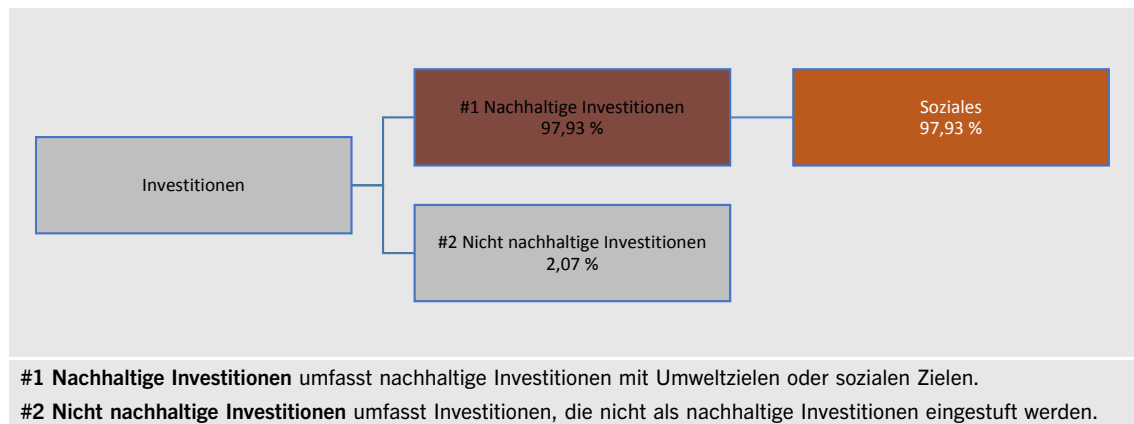 #1 Nachhaltige Investitionen
97,93 %
Soziales
97,93 %
Investitionen
#2 Nicht nachhaltige Investitionen
2,07 %
#1 Nachhaltige Investitionen umfasst nachhaltige Investitionen mit Umweltzielen oder sozialen Zielen.
#2 Nicht nachhaltige Investitionen umfasst Investitionen, die nicht als nachhaltige Investitionen eingestuft werden.